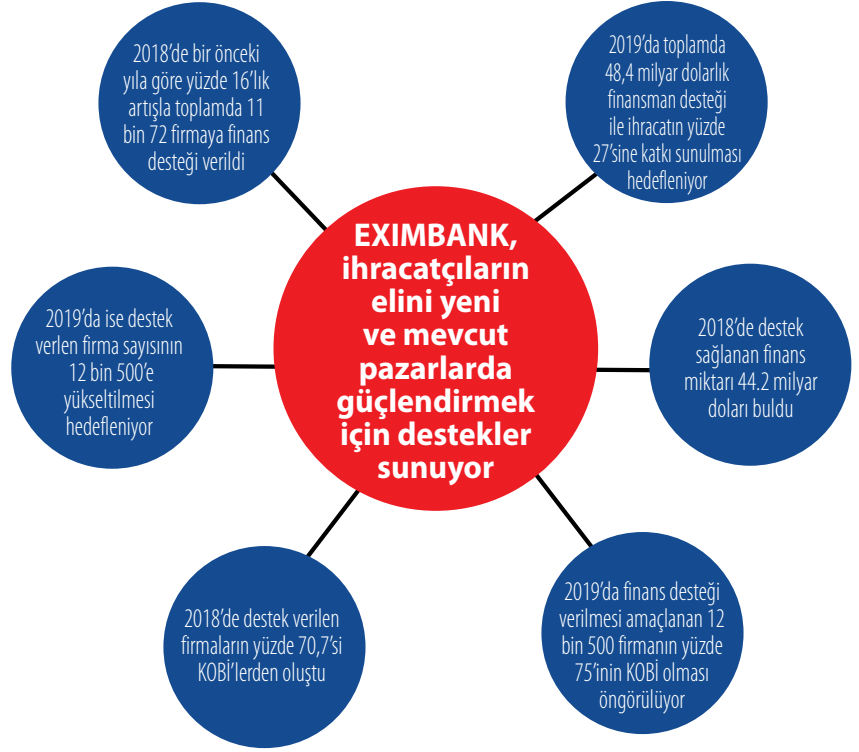 2018’de bir önceki
yıla göre yüzde 16’lık
artışla toplamda 11
bin 72 firmaya finans
desteği verildi
2019’da toplamda
48,4 milyar dolarlık
finansman desteği
ile ihracatın yüzde
27’sine katkı sunulması
hedefleniyor
EXIMBANK,
ihracatçıların
elini yeni
ve mevcut
pazarlarda
güçlendirmek
için destekler
sunuyor
2019’da ise destek
verlen firma sayısının
12 bin 500’e
yükseltilmesi
hedefleniyor
2018’de destek
sağlanan finans
miktarı 44.2 milyar
doları buldu
2018’de destek verilen
firmaların yüzde 70,7’si
KOBİ’lerden oluştu
2019’da finans desteği
verilmesi amaçlanan 12
bin 500 firmanın yüzde
75’inin KOBİ olması
öngörülüyor